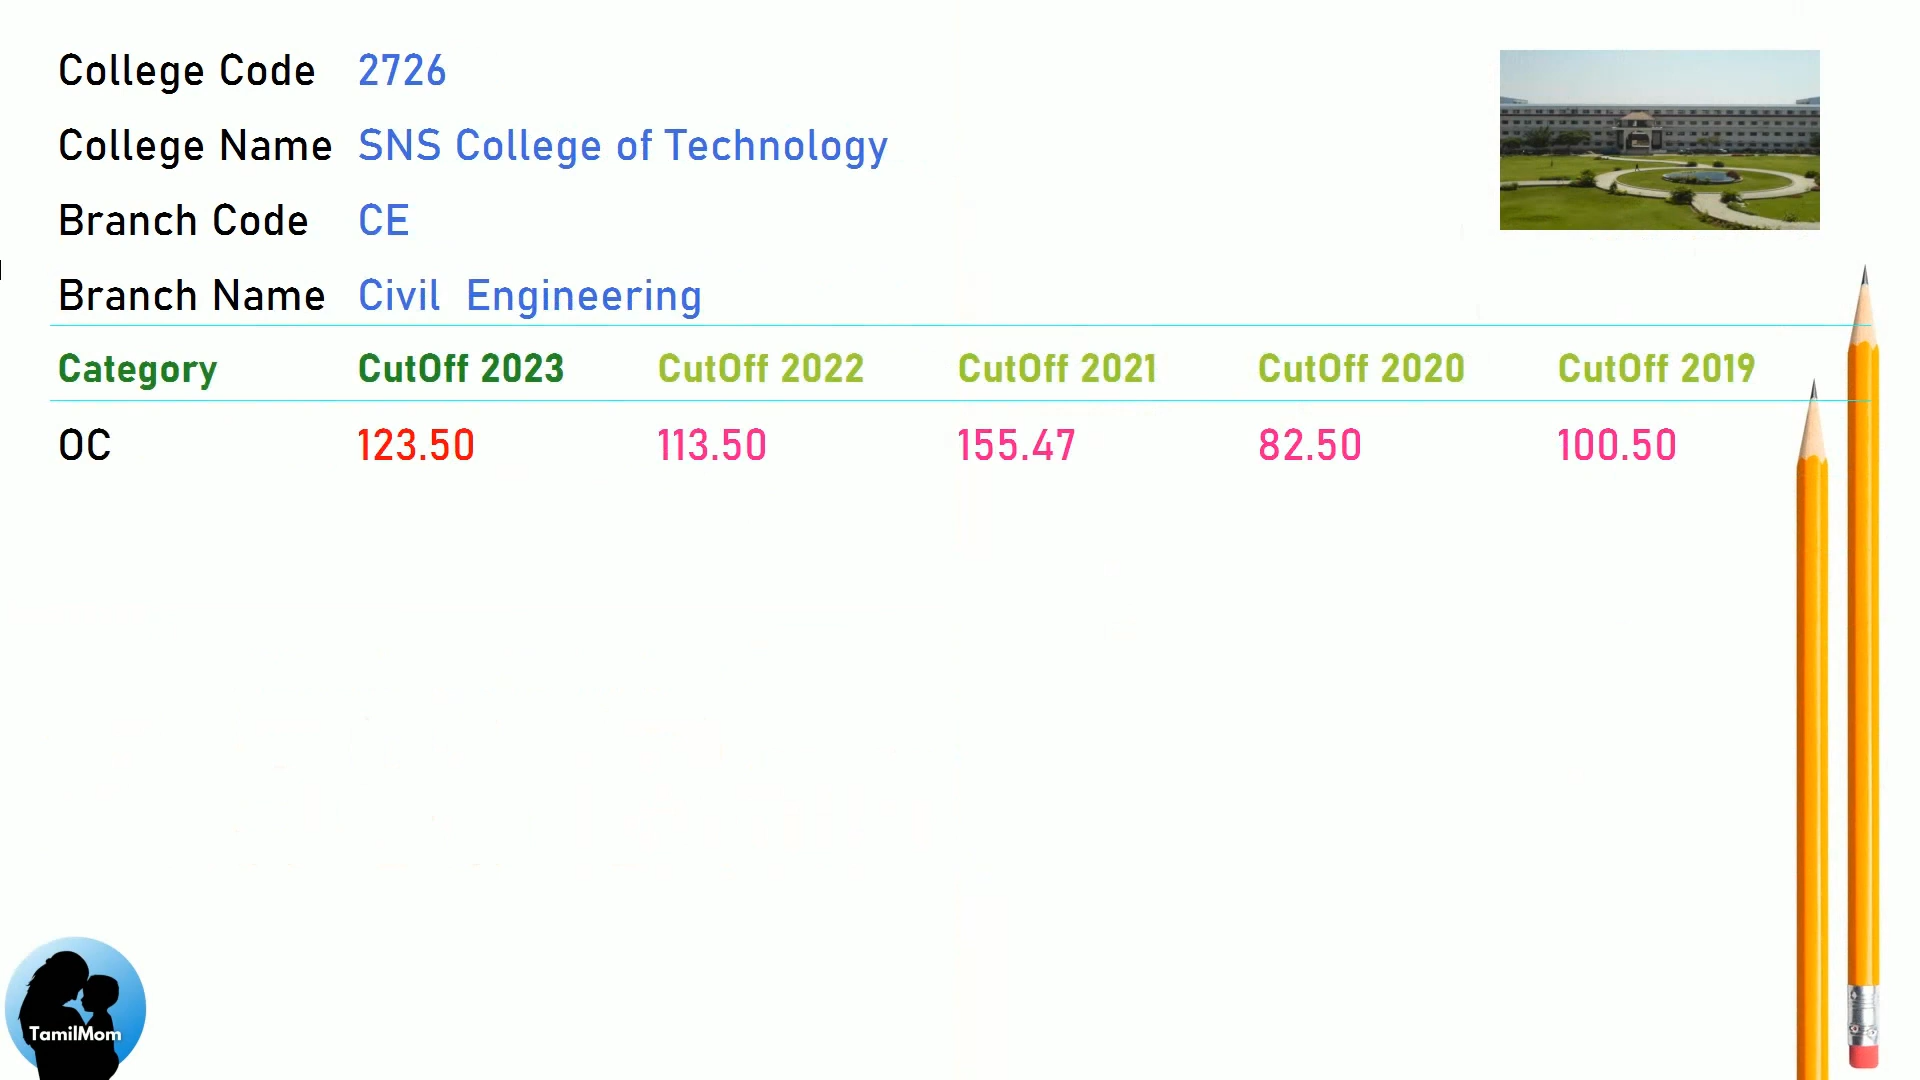 College Code 2726
College Name SNS College of Technology
Branch Code CE
Branch Name Civil Engineering
Category CutOff 2023 CutOff 2022 CutOff 2021 CutOff 2020 CutOff 2019
OC 123.50 113.50 155.47 82.50 100.50
TamilMom